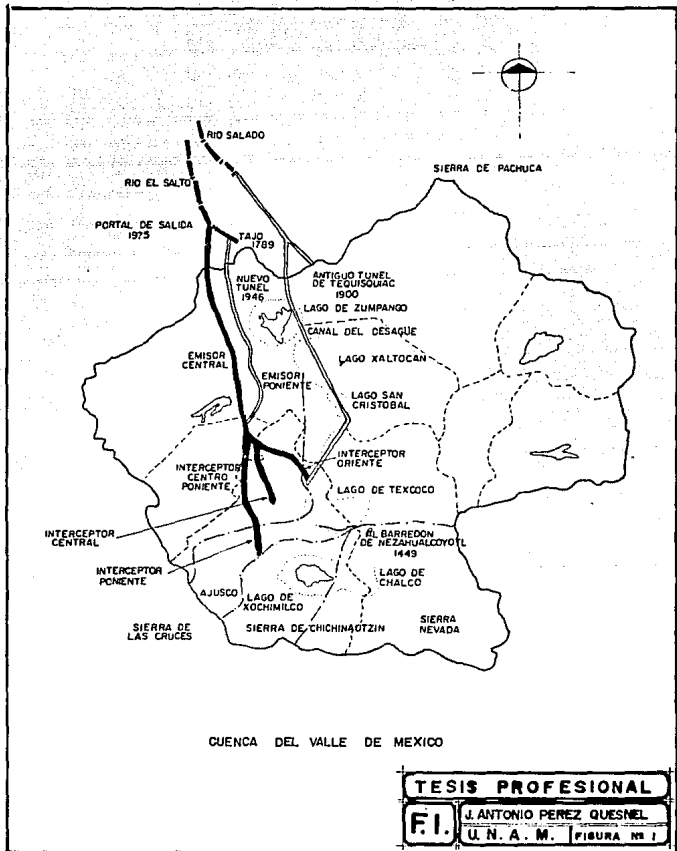 RIO SALADO
SIERRA DE PACHUCA
RIO EL SALTO
PORTAL DE SALIDA
1975
TAJO
1789
NUEVO
TUNEL
1946
ANTIGUO TUNEL
DE TEQUISQUIAC
1900
LAGO DE ZUMPANGO
CANAL DEL DESAGÜE
EMISOR
CENTRAL
EMISOR
PONIENTE
LAGO XALTOCAN
LAGO SAN
CRISTOBAL
INTERCEPTOR
ORIENTE
INTERCEPTOR
CENTRO
PONIENTE
LAGO DE TEXCOCO
INTERCEPTOR
CENTRAL
INTERCEPTOR
PONIENTE
BARREDON
DE NEZAHUALCOYOTL
1449
LAGO DE
CHALCO
AJUSCO
LAGO DE
XOCHIMILCO
SIERRA DE
LAS CRUCES
SIERRA DE CHICHINAUTZIN
SIERRA
NEVADA
CUENCA DEL VALLE DE MEXICO
TESIS PROFESIONAL
F.I.
J. ANTONIO PEREZ QUESNEL
U. N. A. M.
FIGURA Nº 1